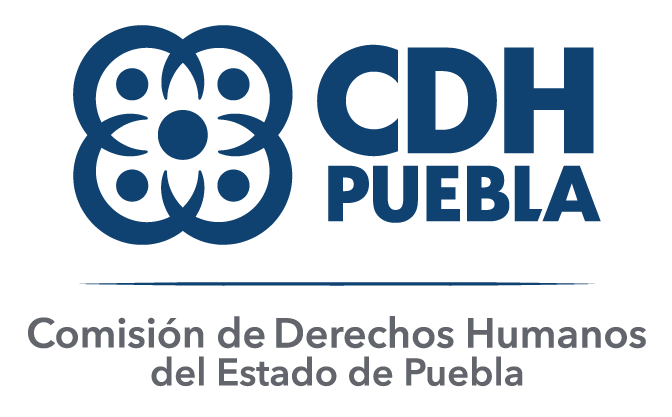 CDH
PUEBLA
Comisión de Derechos Humanos
del Estado de Puebla